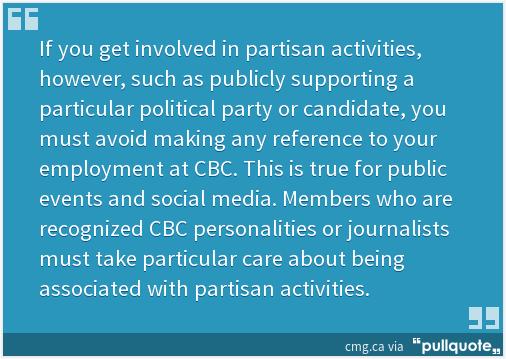 If you get involved in partisan activities,
however, such as publicly supporting a
particular political party or candidate, you
must avoid making any reference to your
employment at CBC. This is true for public
events and social media. Members who are
recognized CBC personalities or journalists
must take particular care about being
associated with partisan activities.
cmg.ca via “pullquote„